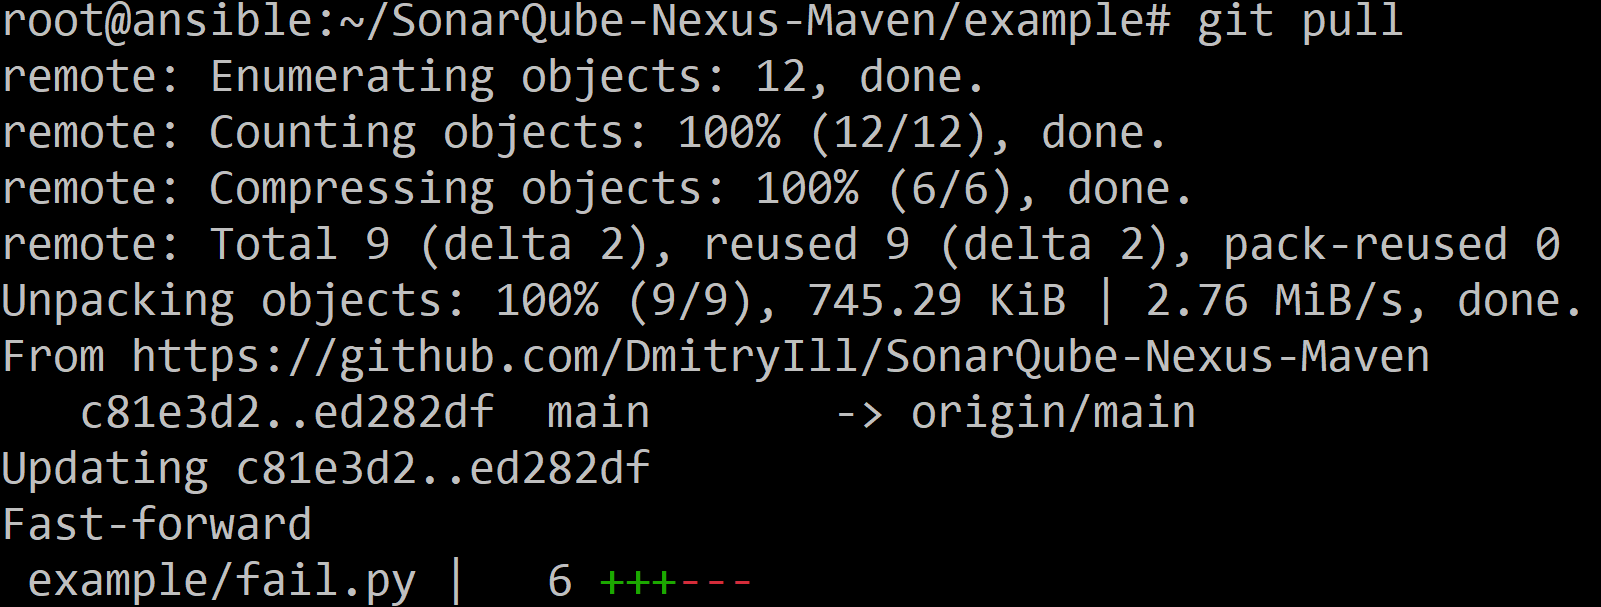 root@ansible:~/SonarQube-Nexus-Maven/example# git pull
remote: Enumerating objects: 12, done.
remote: Counting objects: 100% (12/12), done.
remote: Compressing objects: 100% (6/6), done.
remote: Total 9 (delta 2), reused 9 (delta 2), pack-reused 0
Unpacking objects: 100% (9/9), 745.29 KiB | 2.76 MiB/s, done.
From https://github.com/DmitryIll/SonarQube-Nexus-Maven
   c81e3d2..ed282df  main       -> origin/main
Updating c81e3d2..ed282df
Fast-forward
 example/fail.py |   6 +++---